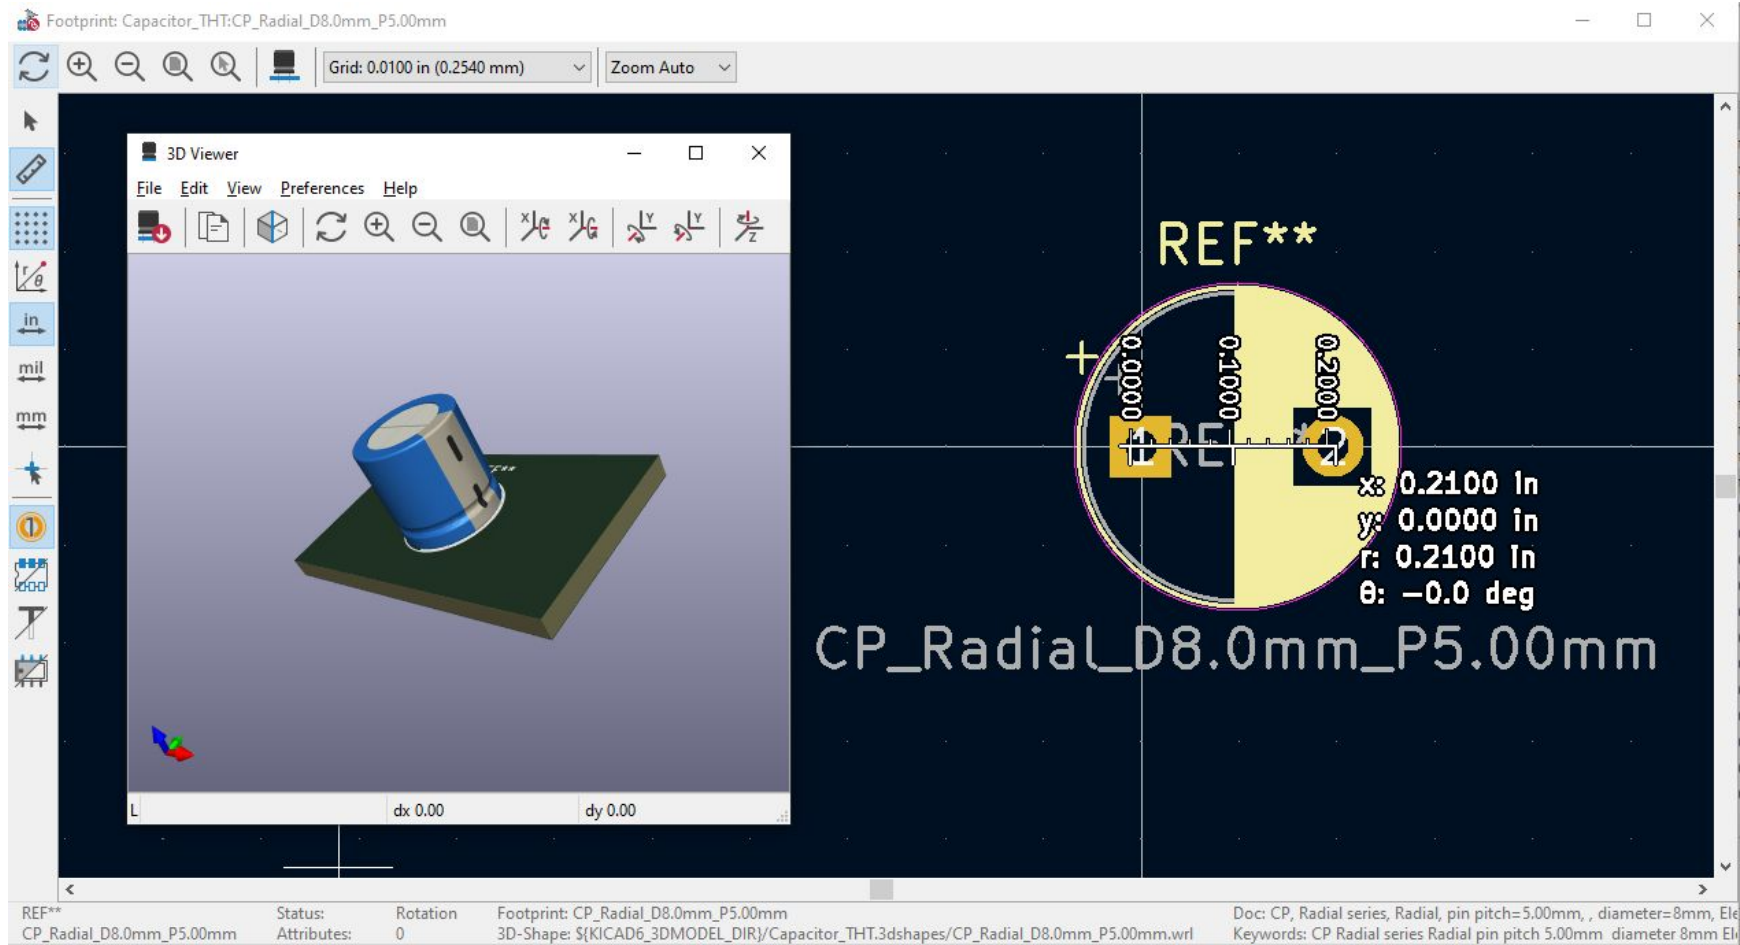 Footprint: Capacitor_THT:CP_Radial_D8.0mm_P5.00mm
Grid: 0.0100 in (0.2540 mm)
Zoom Auto
in
mil
mm
3D Viewer
File Edit View Preferences Help
L
dx 0.00
dy 0.00
REF**
+
0.0000
0.1000
0.2000
1
2
x: 0.2100 in
y: 0.0000 in
r: 0.2100 in
θ: -0.0 deg
CP_Radial_D8.0mm_P5.00mm
REF**
CP_Radial_D8.0mm_P5.00mm
Status:
Attributes:
Rotation
0
Footprint: CP_Radial_D8.0mm_P5.00mm
3D-Shape: ${KICAD6_3DMODEL_DIR}/Capacitor_THT.3dshapes/CP_Radial_D8.0mm_P5.00mm.wrl
Doc: CP, Radial series, Radial, pin pitch=5.00mm, , diameter=8mm, Ele
Keywords: CP Radial series Radial pin pitch 5.00mm diameter 8mm El